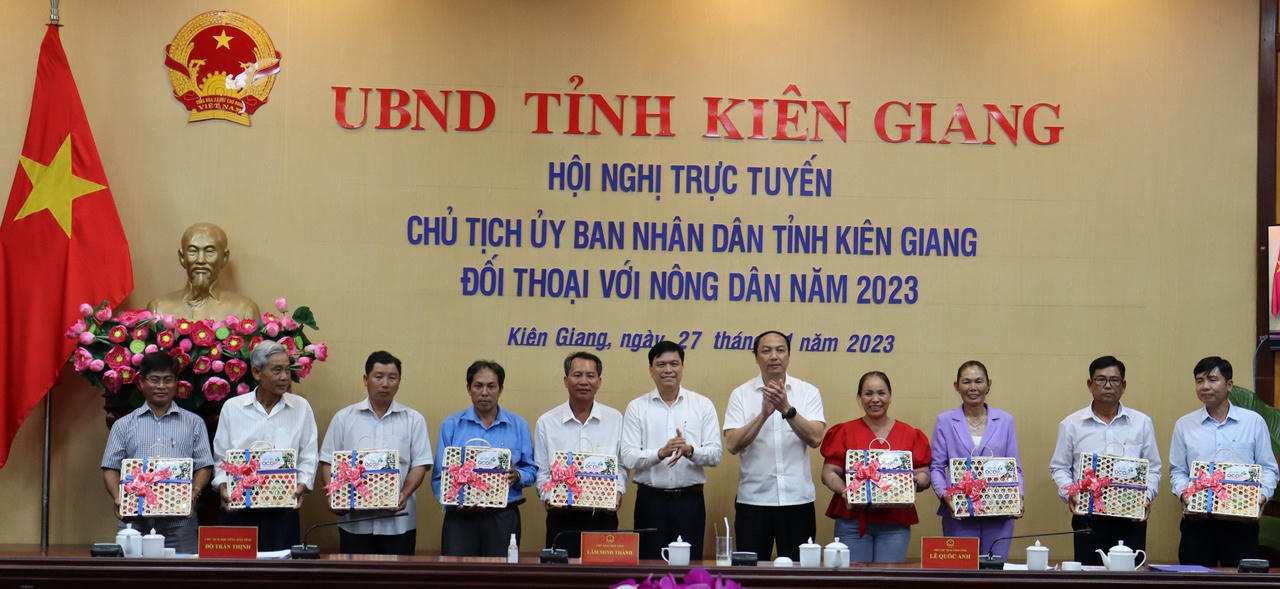 UBND TỈNH KIÊN GIANG
HỘI NGHỊ TRỰC TUYẾN
CHỦ TỊCH ỦY BAN NHÂN DÂN TỈNH KIÊN GIANG
ĐỐI THOẠI VỚI NÔNG DÂN NĂM 2023
Kiên Giang, ngày 27 năm 2023
VIỆT NAM
ĐỖ TRẦN THỊNH
LÂM MINH THÀNH
LÊ QUỐC ANH